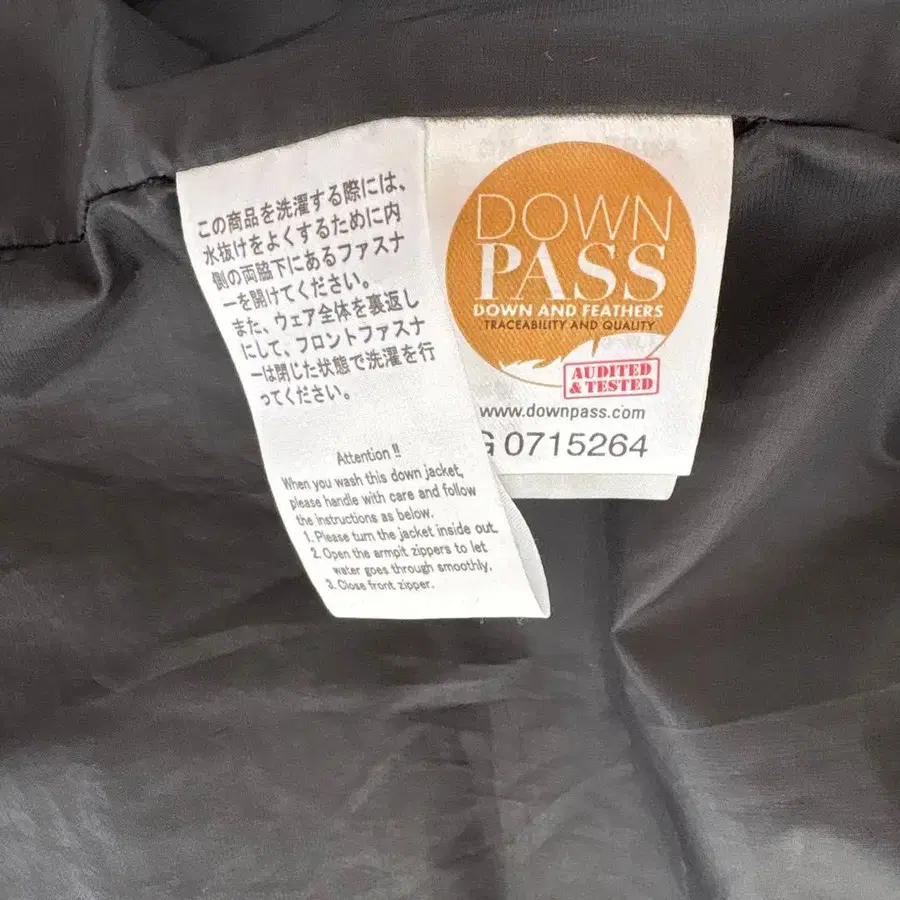 この商品を洗濯する際には、
水抜けをよくするために内
側の両脇下にあるファスナ
ーを開けてください。
また、ウェア全体を裏返し
にして、フロントファスナ
ーは閉じた状態で洗濯を行
ってください。
Attention !!
When you wash this down jacket,
please handle with care and follow
the instructions as below.
1. Please turn the jacket inside out.
2. Open the armpit zippers to let
water goes through smoothly.
3. Close front zipper.
DOWN
PASS
DOWN AND FEATHERS
TRACEABILITY AND QUALITY
AUDITED
& TESTED
www.downpass.com
G 0715264